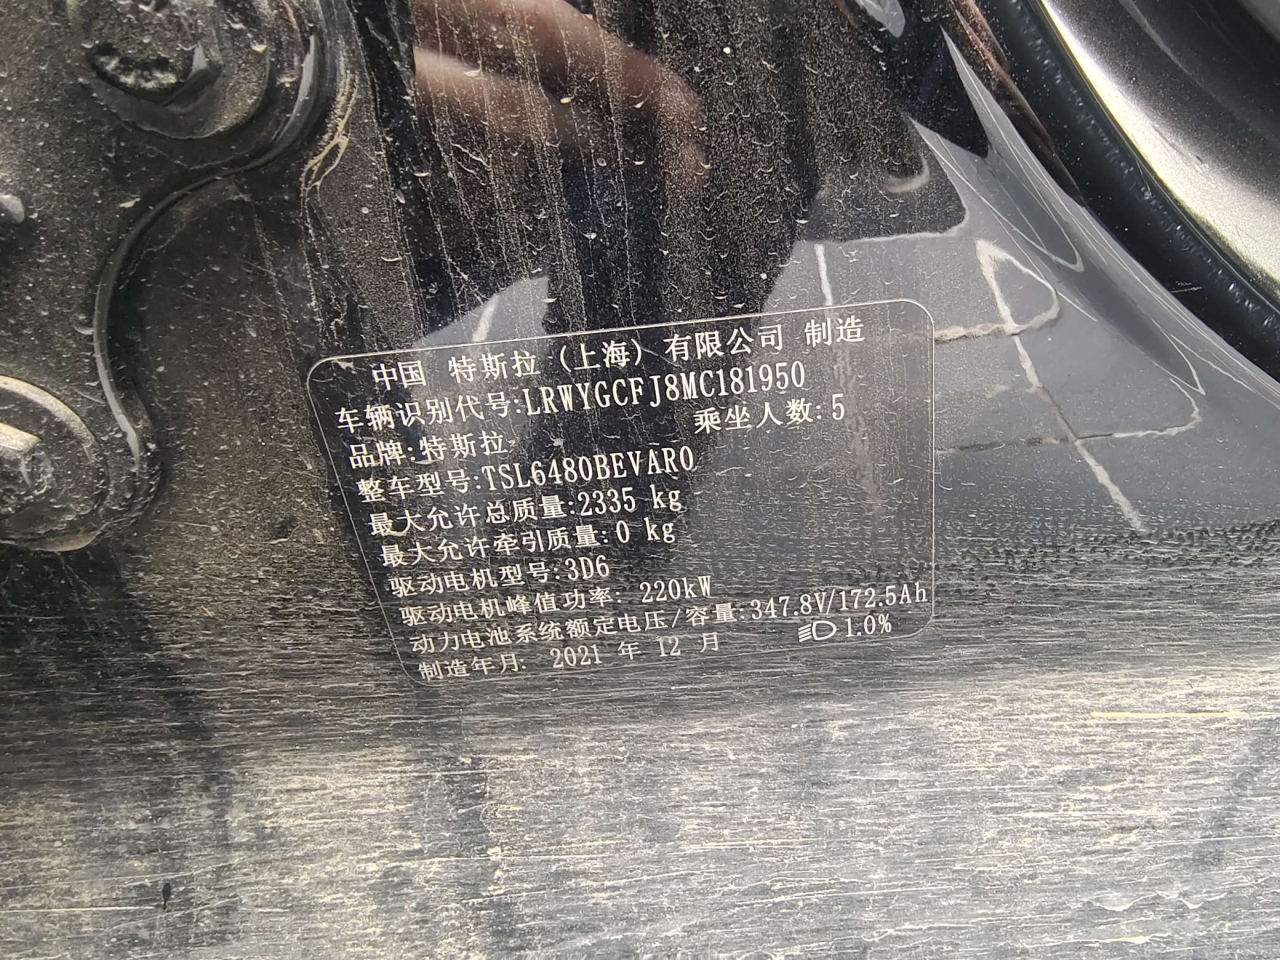 中国 特斯拉（上海）有限公司 制造
车辆识别代号:LRWYGCFJ8MC181950
品牌:特斯拉 乘坐人数:5
整车型号:TSL6480BEVAR0
最大允许总质量:2335 kg
最大允许牵引质量:0 kg
驱动电机型号:3D6
驱动电机峰值功率: 220kW
动力电池系统额定电压/容量:347.8V/172.5Ah
制造年月: 2021 年 12 月 1.0%